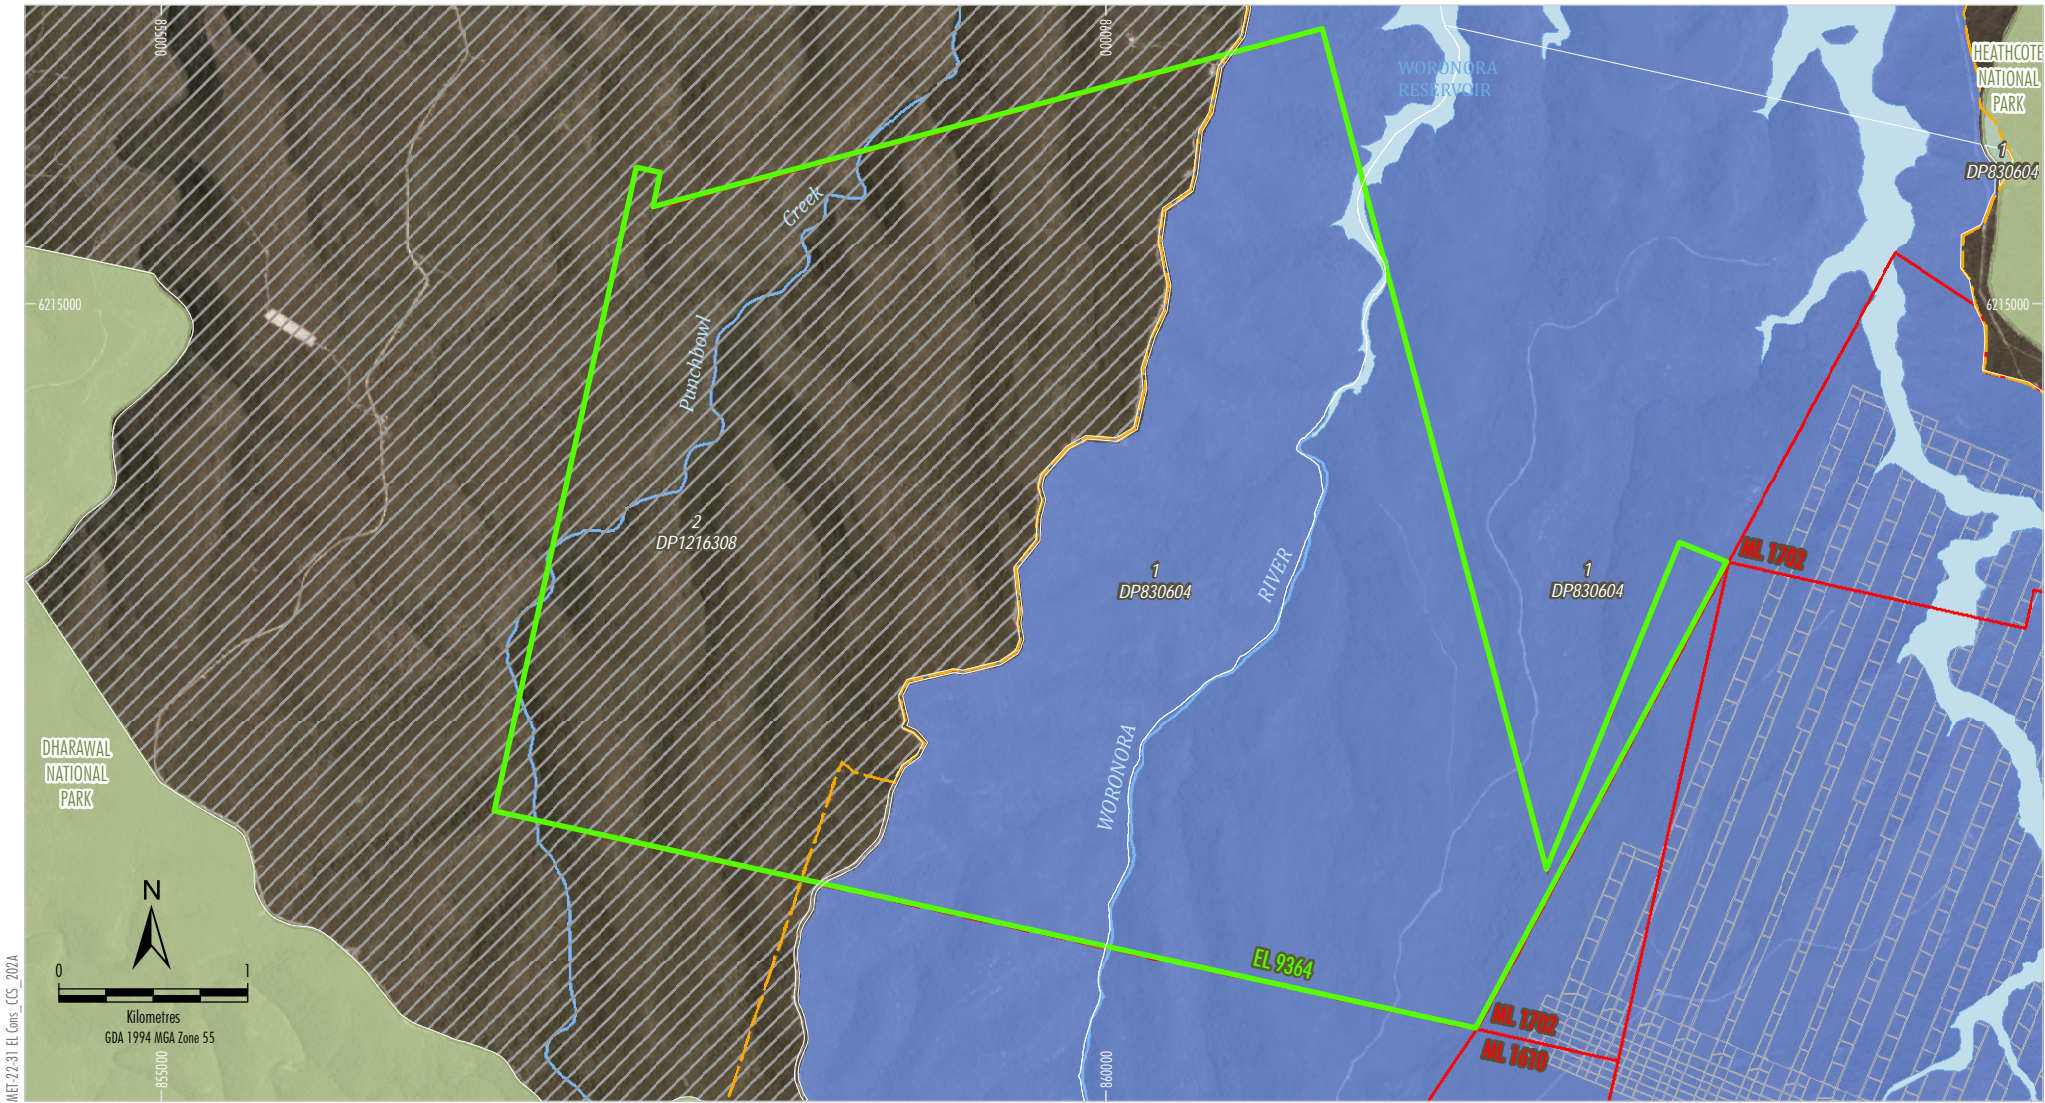 855000
860000
WORONORA
RESERVOIR
HEATHCOTE
NATIONAL
PARK
1
DP830604
Creek
6215000
6215000
Punchbowl
2
DP1216308
1
DP830604
RIVER
1
DP830604
ML 1702
DHARAWAL
NATIONAL
PARK
WORONORA
N
0 1
Kilometres
GDA 1994 MGA Zone 55
EL 9364
ML 1702
ML 1610
855000
860000
MET-22-31 EL Cons_CCS_202A